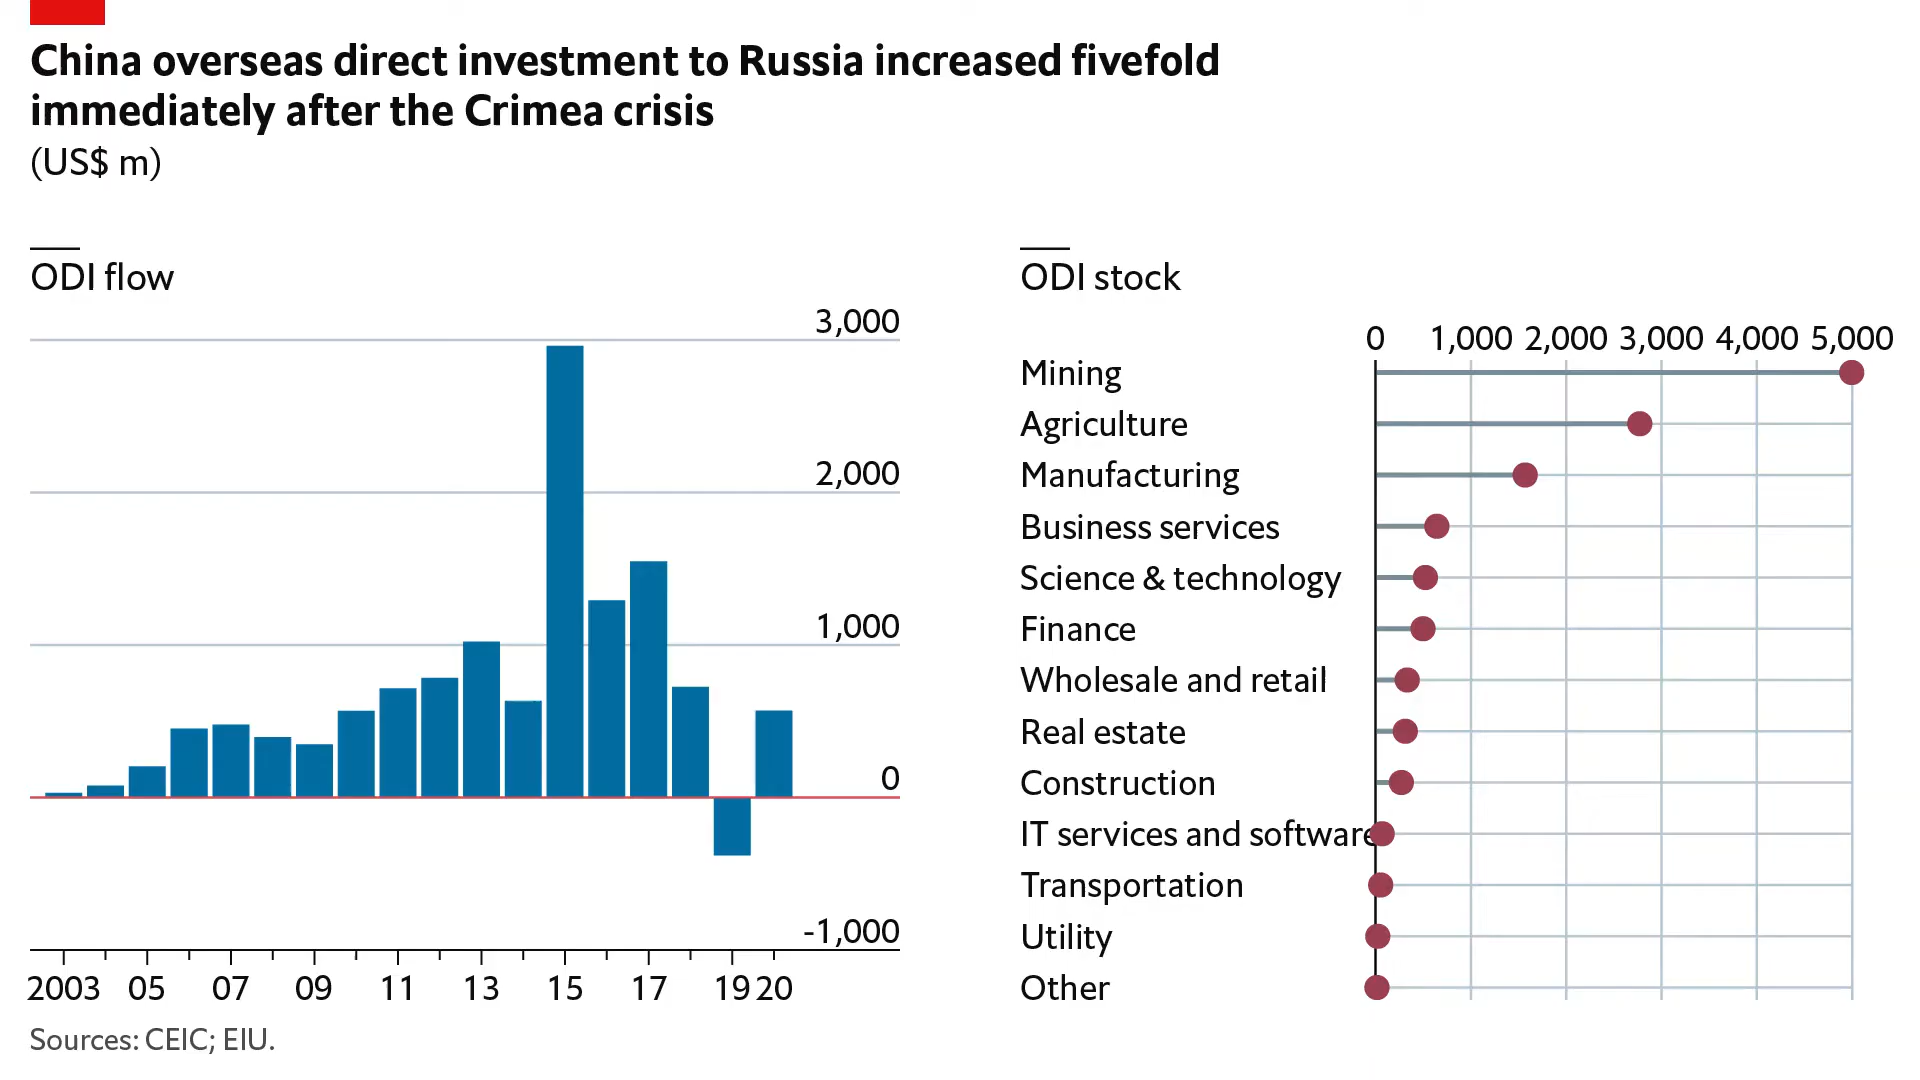 China overseas direct investment to Russia increased fivefold
immediately after the Crimea crisis
(US$ m)
ODI flow
3,000
2,000
1,000
0
-1,000
2003 05 07 09 11 13 15 17 19 20
ODI stock
0 1,000 2,000 3,000 4,000 5,000
Mining
Agriculture
Manufacturing
Business services
Science & technology
Finance
Wholesale and retail
Real estate
Construction
IT services and software
Transportation
Utility
Other
Sources: CEIC; EIU.